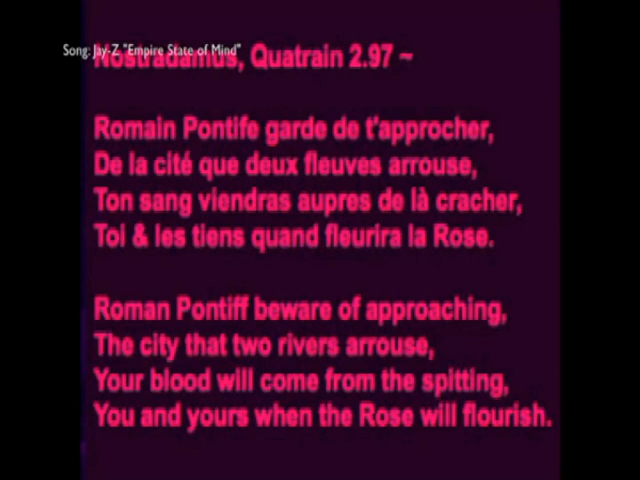 Song: Jay-Z "Empire State of Mind"
Nostradamus, Quatrain 2.97 ~
Romain Pontife garde de t'approcher,
De la cité que deux fleuves arrouse,
Ton sang viendras aupres de là cracher,
Toi & les tiens quand fleurira la Rose.
Roman Pontiff beware of approaching,
The city that two rivers arrouse,
Your blood will come from the spitting,
You and yours when the Rose will flourish.